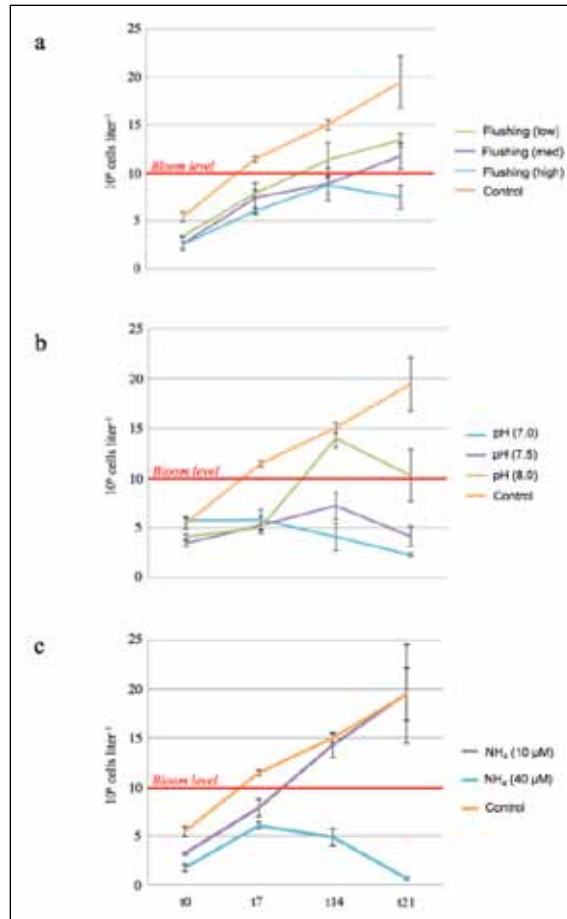 a
25
20
15
10
5
0
10⁶ cells liter⁻¹
Bloom level
Flushing (low)
Flushing (med)
Flushing (high)
Control
b
25
20
15
10
5
0
10⁶ cells liter⁻¹
Bloom level
pH (7.0)
pH (7.5)
pH (8.0)
Control
c
25
20
15
10
5
0
10⁶ cells liter⁻¹
Bloom level
NH₄ (10 µM)
NH₄ (40 µM)
Control
t0 t7 t14 t21